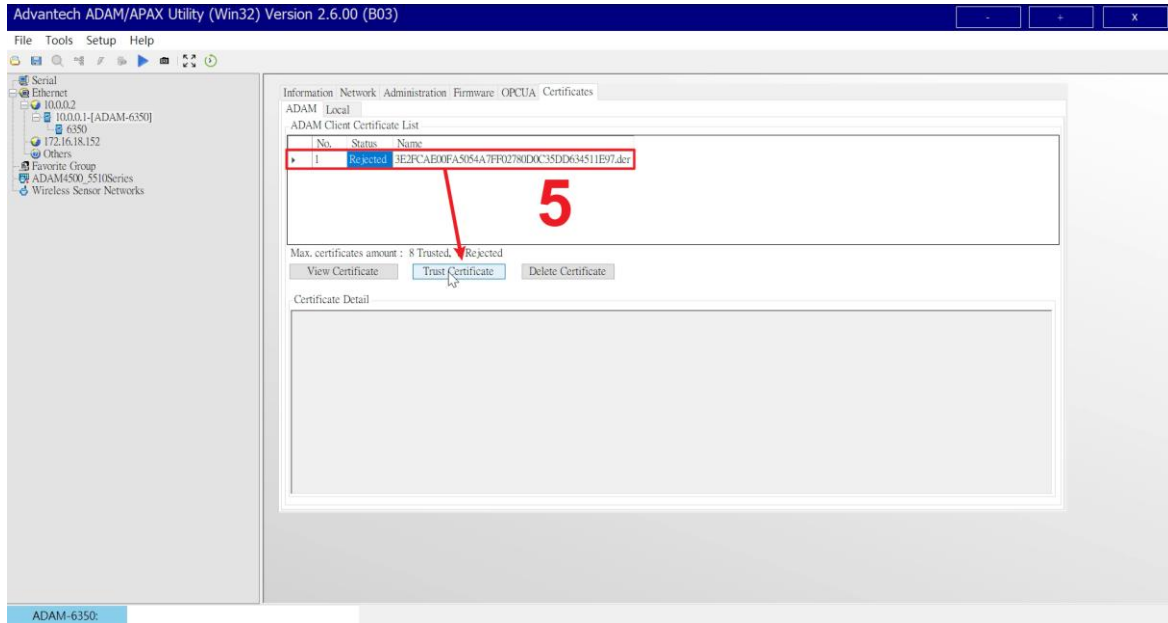 Advantech ADAM/APAX Utility (Win32) Version 2.6.00 (B03)
- + x
File Tools Setup Help
Serial
Ethernet
10.0.0.2
10.0.0.1-[ADAM-6350]
6350
172.16.18.152
Others
Favorite Group
ADAM4500_5510Series
Wireless Sensor Networks
Information Network Administration Firmware OPCUA Certificates
ADAM Local
ADAM Client Certificate List
No. Status Name
1 Rejected 3E2FCAE00FA5054A7FF02780D0C35DD634511E97.der
5
Max. certificates amount : 8 Trusted, Rejected
View Certificate Trust Certificate Delete Certificate
Certificate Detail
ADAM-6350: